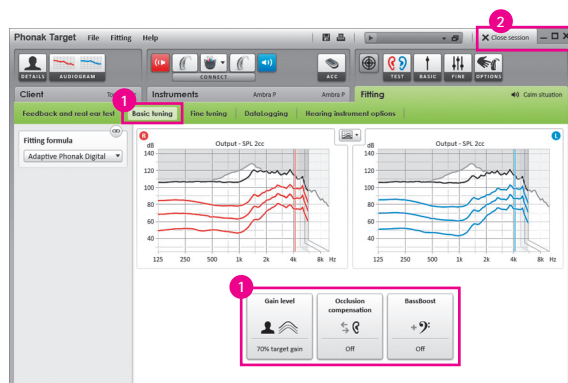 2
Phonak Target File Fitting Help
Close session
DETAILS AUDIOGRAM CONNECT ACC TEST BASIC FINE OPTIONS
Client Instruments Ambra P Ambra P Fitting Calm situation
1
Feedback and real ear test Basic tuning Fine tuning DataLogging Hearing instrument options
Fitting formula
Adaptive Phonak Digital
R L
dB Output - SPL 2cc dB Output - SPL 2cc
140 140
120 120
100 100
80 80
60 60
40 40
125 250 500 1k 2k 4k 8k Hz 125 250 500 1k 2k 4k 8k Hz
1
Gain level Occlusion BassBoost
compensation
70% target gain Off Off